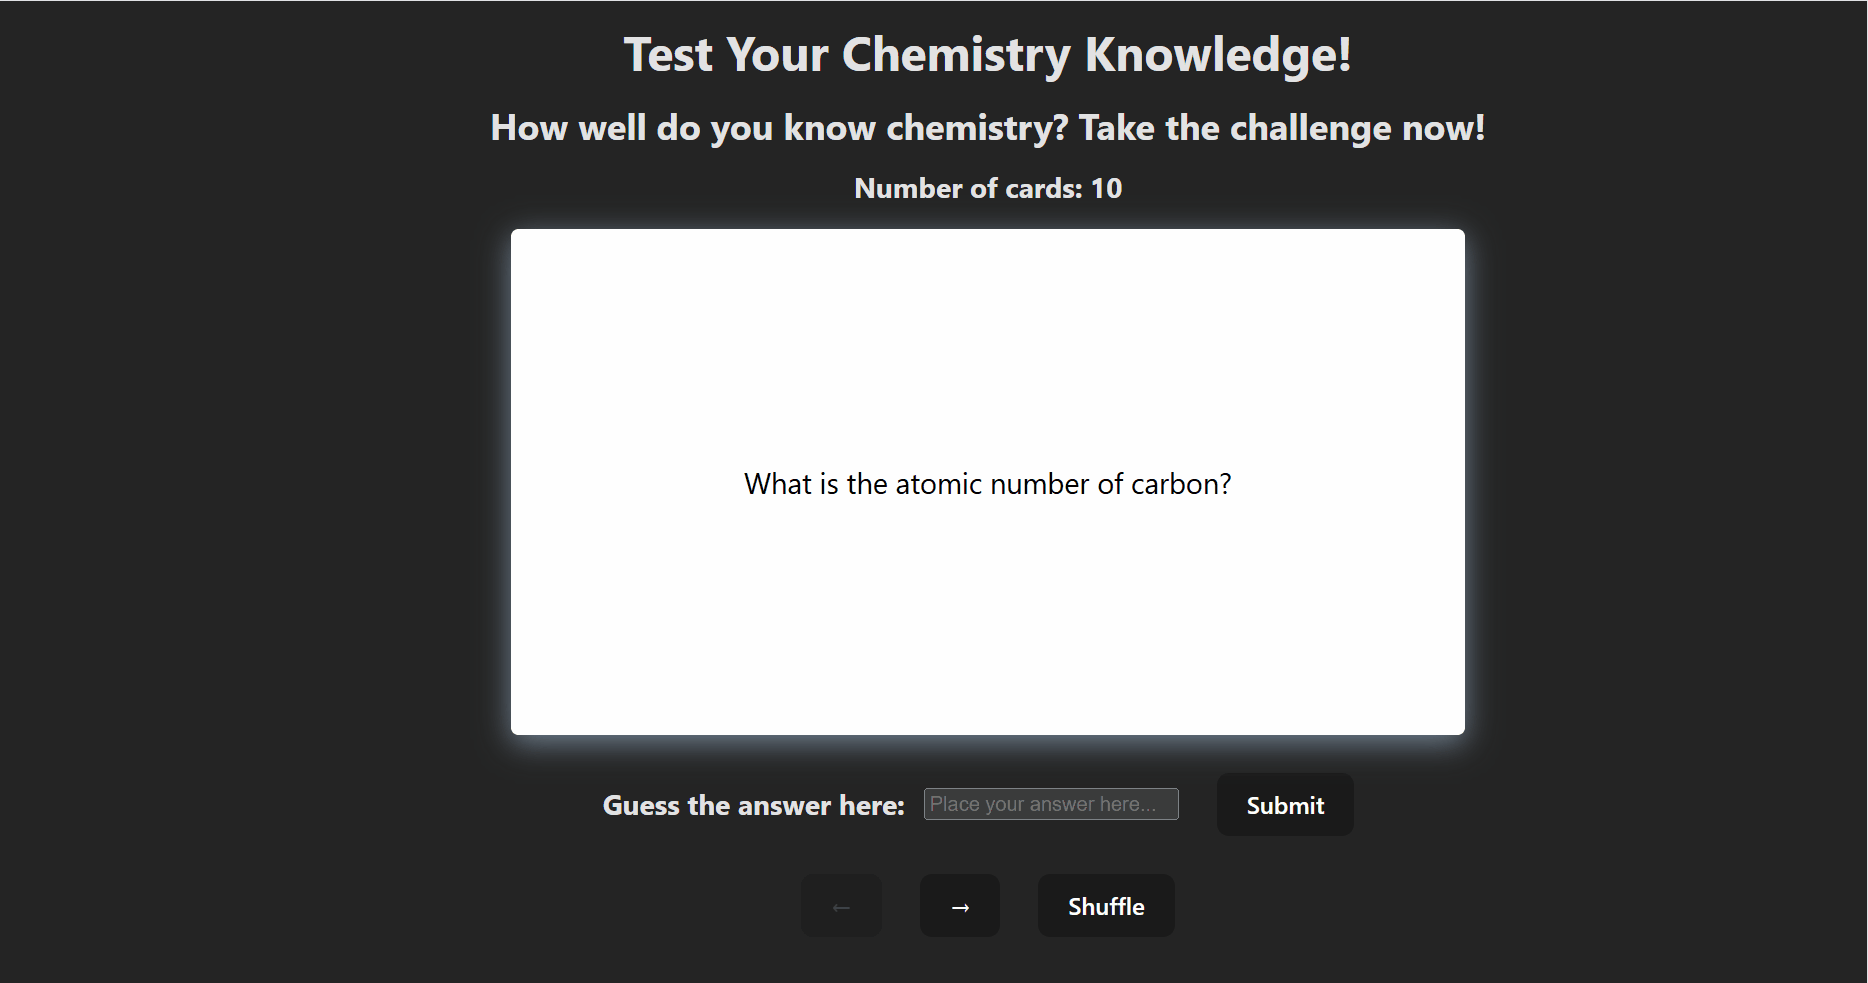 Test Your Chemistry Knowledge!
How well do you know chemistry? Take the challenge now!
Number of cards: 10
What is the atomic number of carbon?
Guess the answer here: Place your answer here... Submit
← → Shuffle